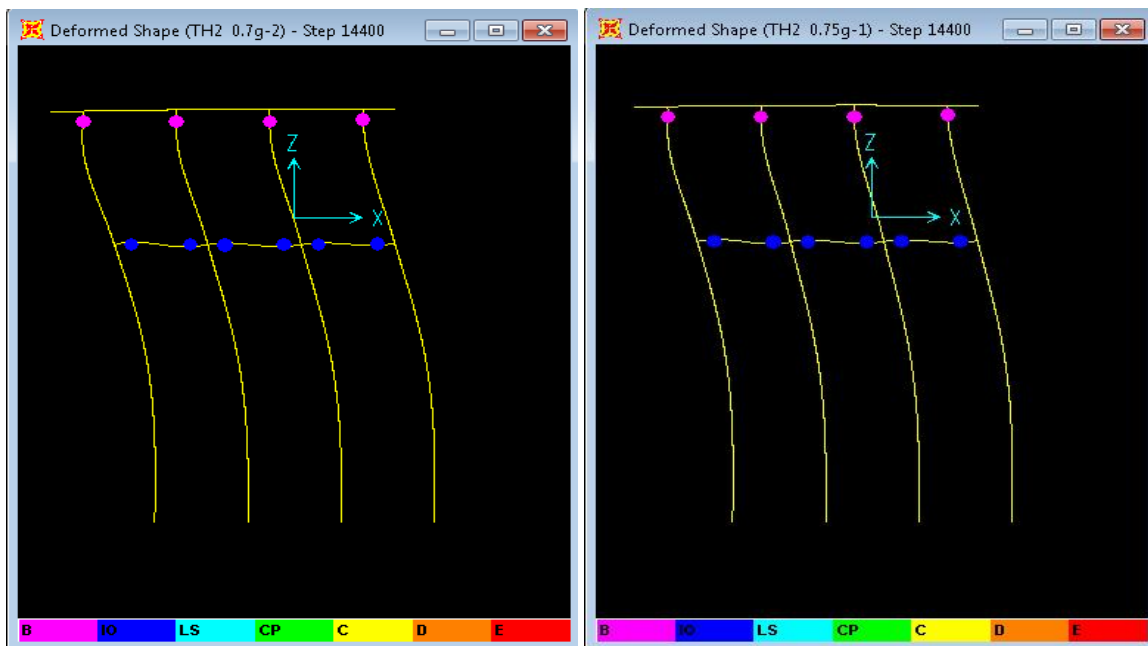 Deformed Shape (TH2 0.7g-2) - Step 14400
Z
X
B IO LS CP C D E
Deformed Shape (TH2 0.75g-1) - Step 14400
Z
X
B IO LS CP C D E